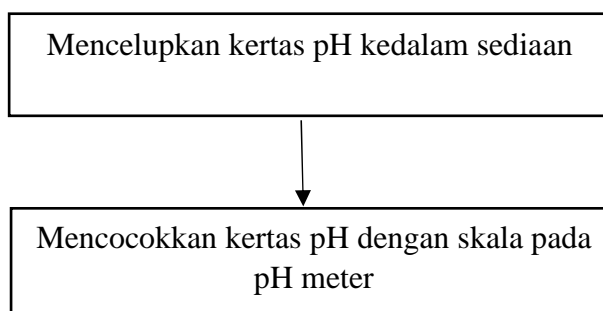 Mencelupkan kertas pH kedalam sediaan
Mencocokkan kertas pH dengan skala pada
pH meter